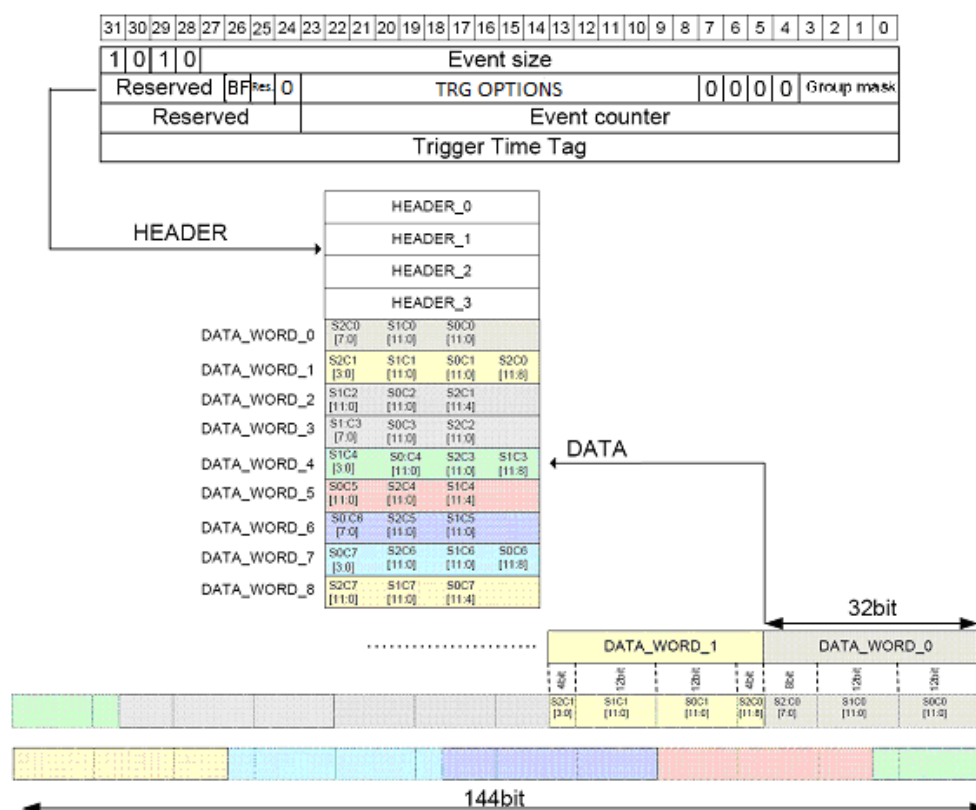 31 30 29 28 27 26 25 24 23 22 21 20 19 18 17 16 15 14 13 12 11 10 9 8 7 6 5 4 3 2 1 0
1 0 1 0 Event size
Reserved BF Res. 0 TRG OPTIONS 0 0 0 0 Group mask
Reserved Event counter
Trigger Time Tag
HEADER_0
HEADER
HEADER_1
HEADER_2
HEADER_3
DATA_WORD_0 S2C0 S1C0 S0C0
[7:0] [11:0] [11:0]
DATA_WORD_1 S2C1 S1C1 S0C1 S2C0
[3:0] [11:0] [11:0] [11:8]
DATA_WORD_2 S1C2 S0C2 S2C1
[11:0] [11:0] [11:4]
DATA_WORD_3 S1:C3 S0C3 S2C2
[7:0] [11:0] [11:0]
DATA
DATA_WORD_4 S1C4 S0:C4 S2C3 S1C3
[3:0] [11:0] [11:0] [11:8]
DATA_WORD_5 S0C5 S2C4 S1C4
[11:0] [11:0] [11:4]
DATA_WORD_6 S0:C6 S2C5 S1C5
[7:0] [11:0] [11:0]
DATA_WORD_7 S0C7 S2C6 S1C6 S0C6
[3:0] [11:0] [11:0] [11:8]
DATA_WORD_8 S2C7 S1C7 S0C7
[11:0] [11:0] [11:4]
32bit
DATA_WORD_1 DATA_WORD_0
4bit 12bit 12bit 4bit 8bit 12bit 12bit
S2C1 S1C1 S0C1 S2C0 S2:C0 S1C0 S0C0
[3:0] [11:0] [11:0] [11:8] [7:0] [11:0] [11:0]
144bit